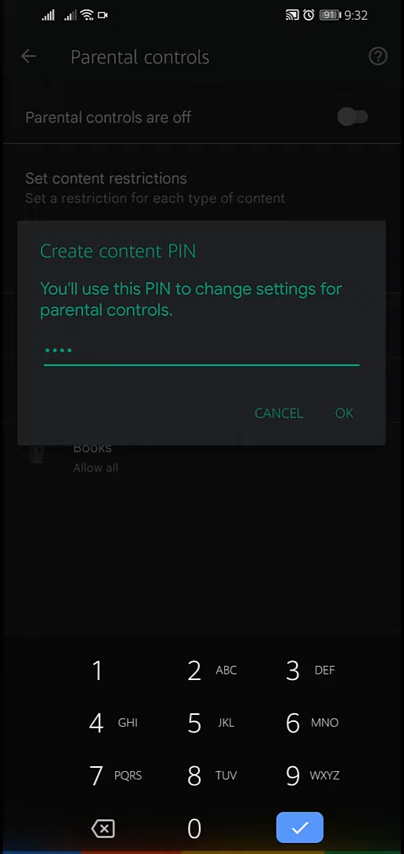 91 9:32
Parental controls
Parental controls are off
Set content restrictions
Set a restriction for each type of content
Create content PIN
You'll use this PIN to change settings for
parental controls.
••••
CANCEL OK
Books
Allow all
1 2 ABC 3 DEF
4 GHI 5 JKL 6 MNO
7 PQRS 8 TUV 9 WXYZ
0